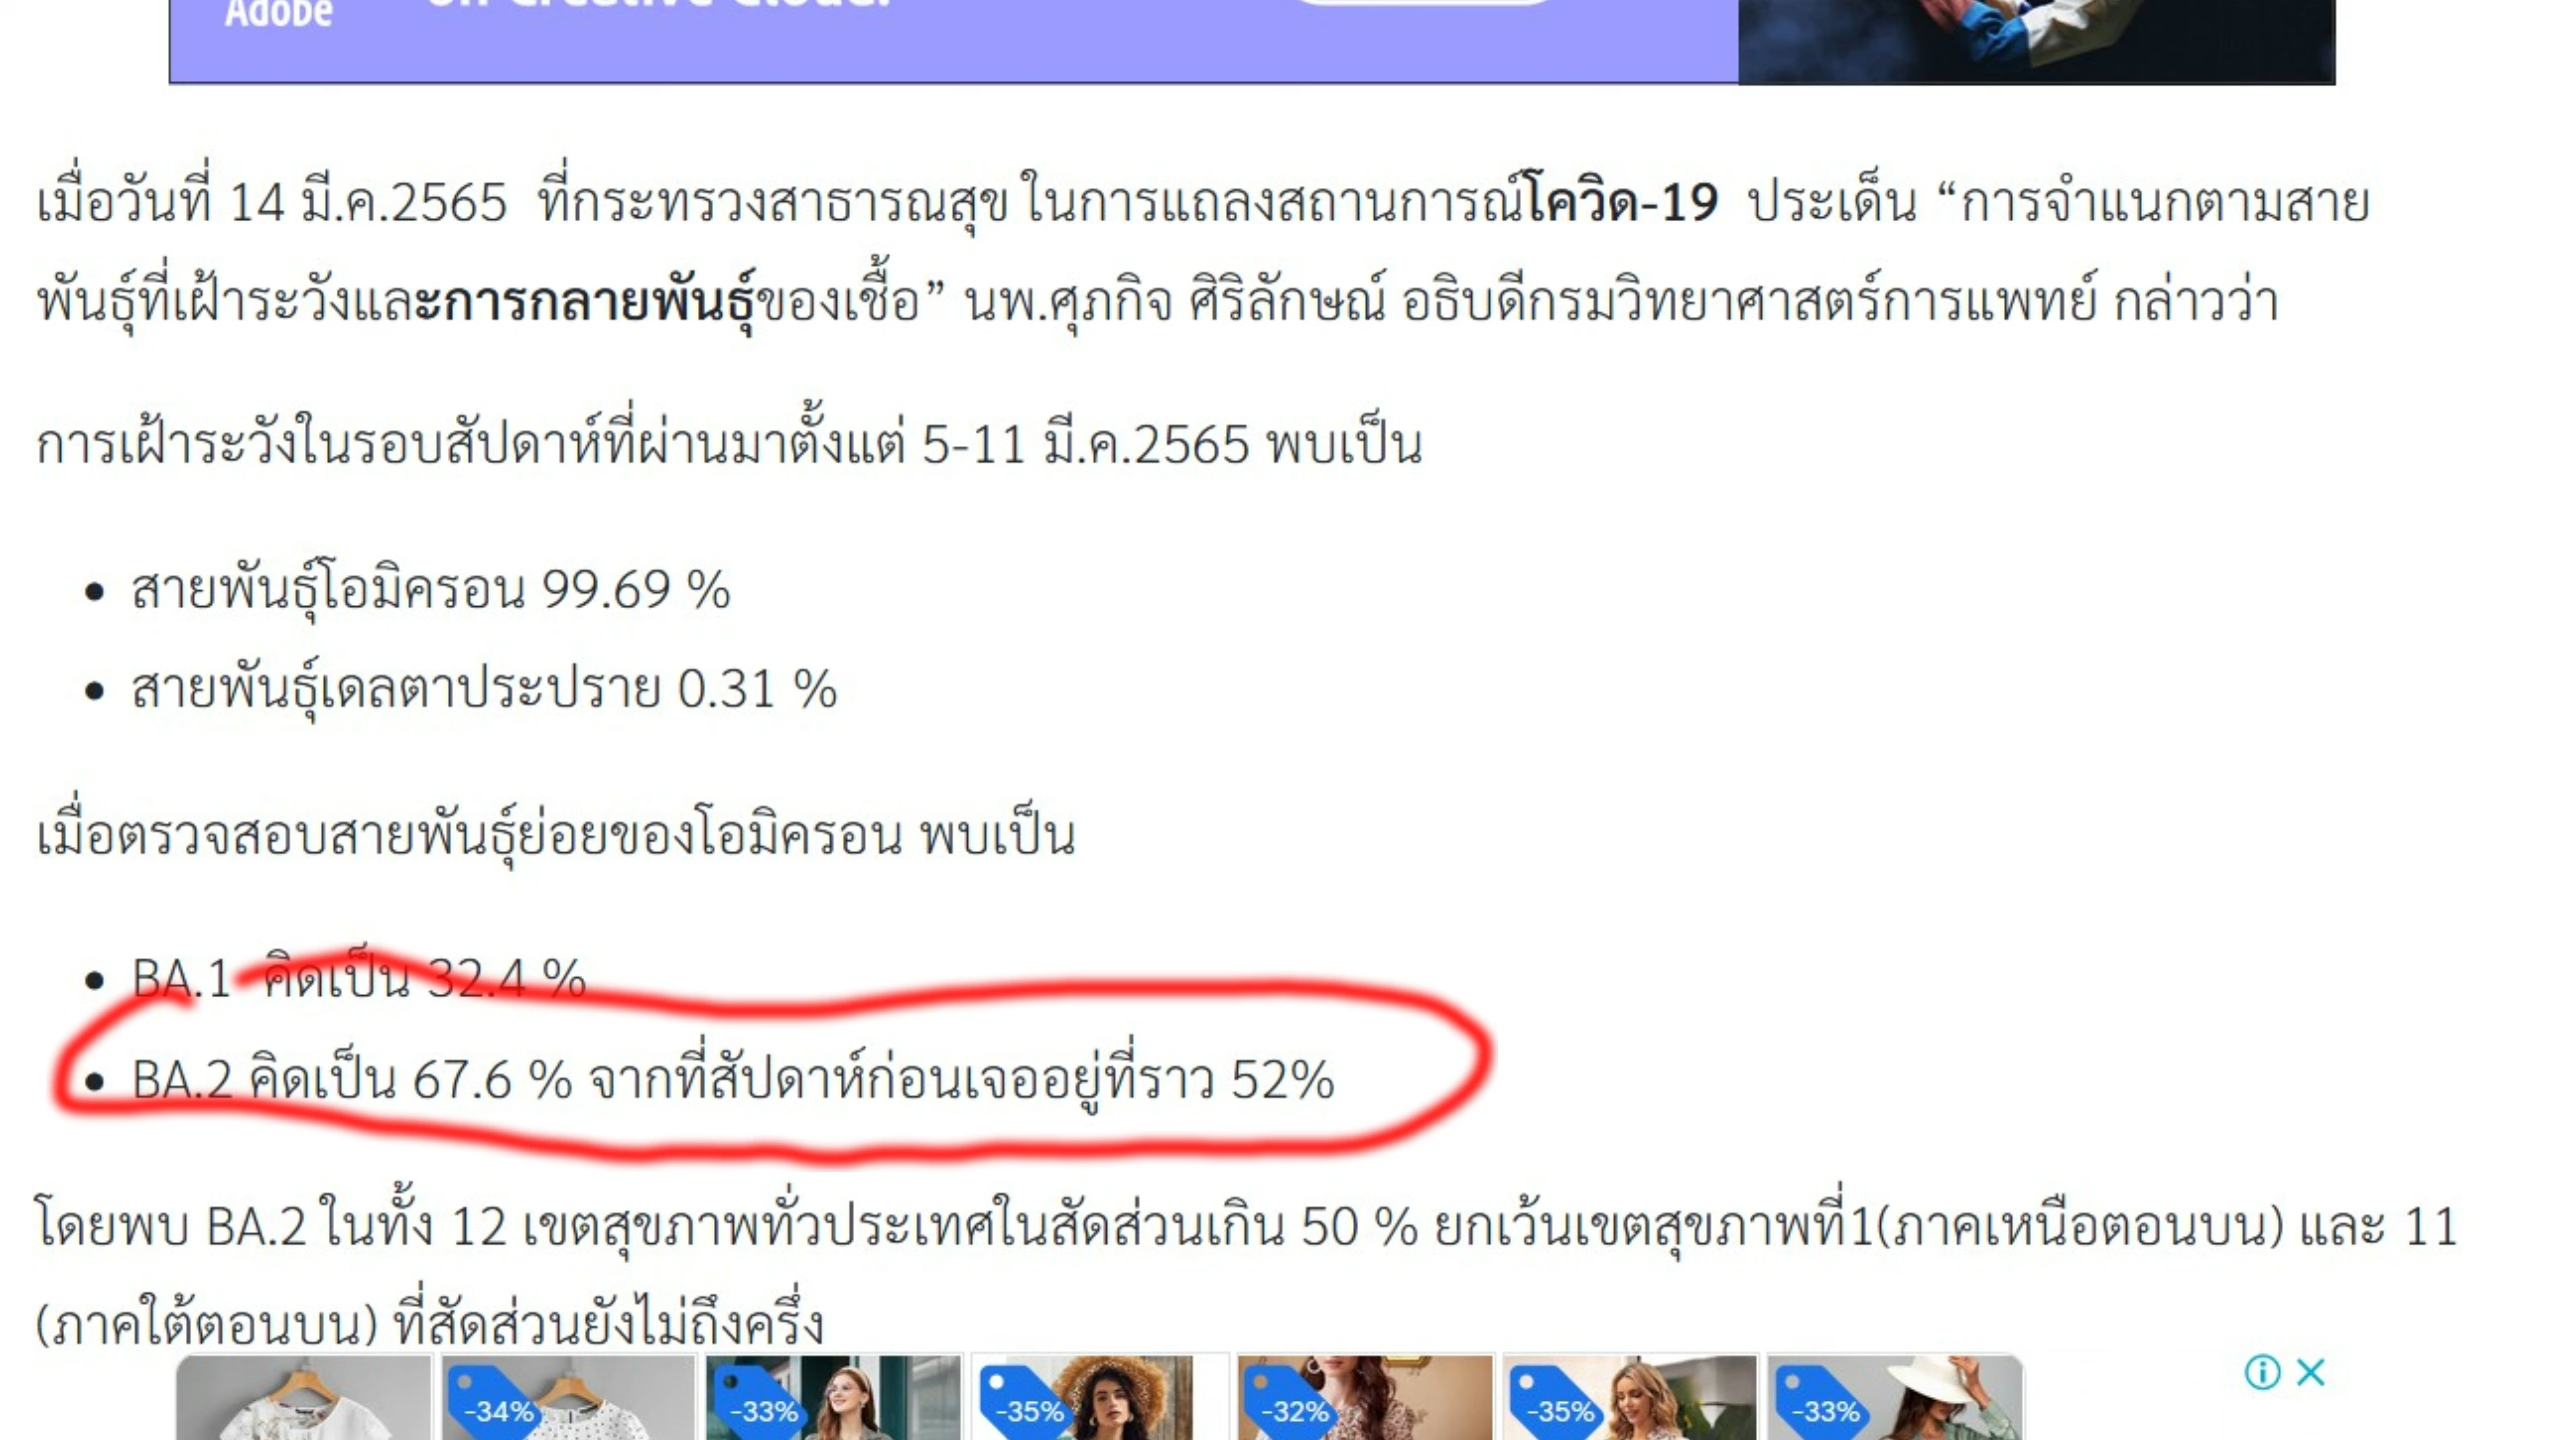 Adobe
on Creative Cloud.
เมื่อวันที่ 14 มี.ค.2565 ที่กระทรวงสาธารณสุข ในการแถลงสถานการณ์โควิด-19 ประเด็น “การจำแนกตามสาย
พันธุ์ที่เฝ้าระวังและการกลายพันธุ์ของเชื้อ” นพ.ศุภกิจ ศิริลักษณ์ อธิบดีกรมวิทยาศาสตร์การแพทย์ กล่าวว่า
การเฝ้าระวังในรอบสัปดาห์ที่ผ่านมาตั้งแต่ 5-11 มี.ค.2565 พบเป็น
• สายพันธุ์โอมิครอน 99.69 %
• สายพันธุ์เดลตาประปราย 0.31 %
เมื่อตรวจสอบสายพันธุ์ย่อยของโอมิครอน พบเป็น
• BA.1 คิดเป็น 32.4 %
• BA.2 คิดเป็น 67.6 % จากที่สัปดาห์ก่อนเจออยู่ที่ราว 52%
โดยพบ BA.2 ในทั้ง 12 เขตสุขภาพทั่วประเทศในสัดส่วนเกิน 50 % ยกเว้นเขตสุขภาพที่1(ภาคเหนือตอนบน) และ 11
(ภาคใต้ตอนบน) ที่สัดส่วนยังไม่ถึงครึ่ง
-34% -33% -35% -32% -35% -33%